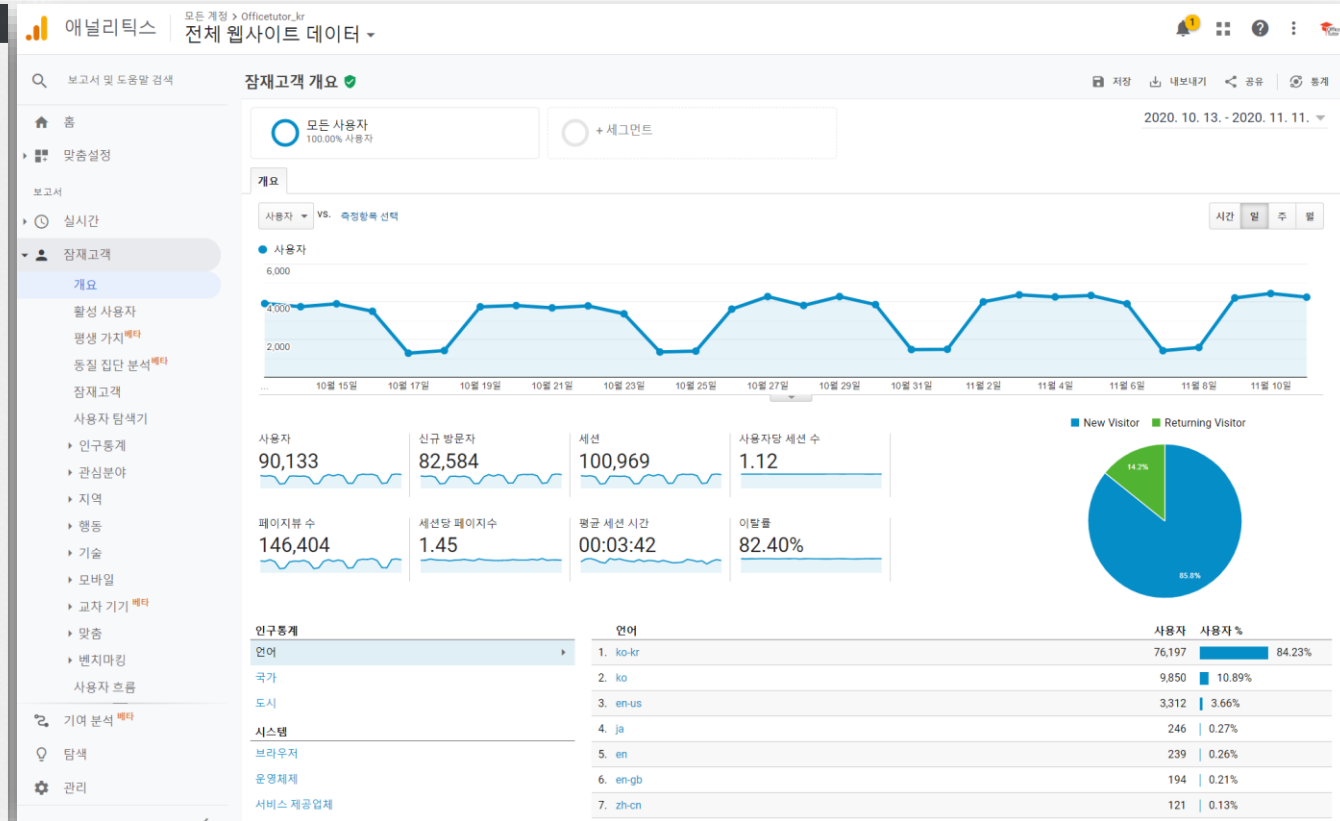 모든 계정 > Officetutor_kr
애널리틱스
전체 웹사이트 데이터
1
보고서 및 도움말 검색
잠재고객 개요
저장
내보내기
공유
통계
홈
맞춤설정
보고서
실시간
잠재고객
개요
활성 사용자
평생 가치 베타
동질 집단 분석 베타
잠재고객
사용자 탐색기
인구통계
관심분야
지역
행동
기술
모바일
교차 기기 베타
맞춤
벤치마킹
사용자 흐름
기여 분석 베타
탐색
관리
모든 사용자
100.00% 사용자
+ 세그먼트
2020. 10. 13. - 2020. 11. 11.
개요
사용자
VS.
측정항목 선택
시간 일 주 월
사용자
6,000
4,000
2,000
... 10월 15일 10월 17일 10월 19일 10월 21일 10월 23일 10월 25일 10월 27일 10월 29일 10월 31일 11월 2일 11월 4일 11월 6일 11월 8일 11월 10일
사용자
90,133
신규 방문자
82,584
세션
100,969
사용자당 세션 수
1.12
페이지뷰 수
146,404
세션당 페이지수
1.45
평균 세션 시간
00:03:42
이탈률
82.40%
New Visitor
Returning Visitor
14.2%
85.8%
인구통계
언어
국가
도시
시스템
브라우저
운영체제
서비스 제공업체
언어 사용자 사용자 %
1. ko-kr 76,197 84.23%
2. ko 9,850 10.89%
3. en-us 3,312 3.66%
4. ja 246 0.27%
5. en 239 0.26%
6. en-gb 194 0.21%
7. zh-cn 121 0.13%